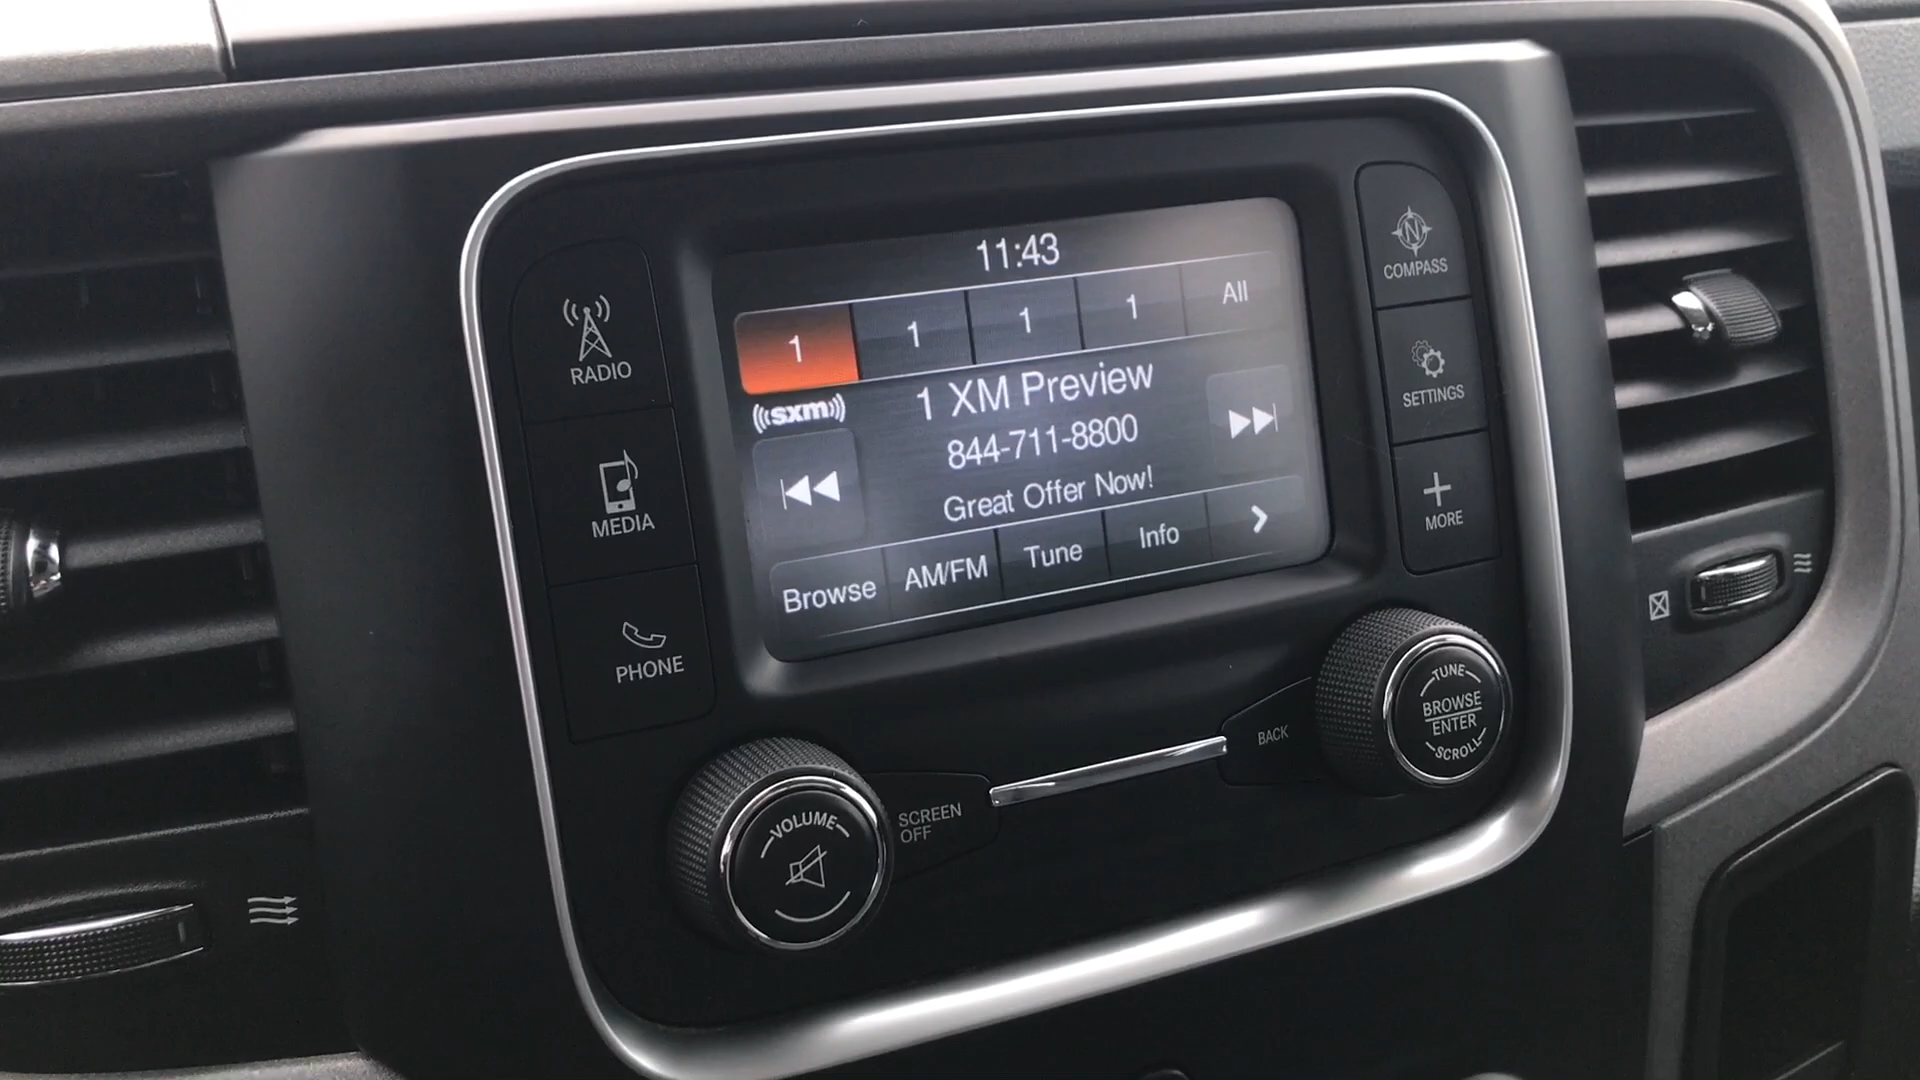 11:43
1 1 1 1 All
((sxm))
1 XM Preview
844-711-8800
Great Offer Now!
Browse AM/FM Tune Info
RADIO
MEDIA
PHONE
N
COMPASS
SETTINGS
MORE
VOLUME
SCREEN
OFF
BACK
TUNE
BROWSE
ENTER
SCROLL